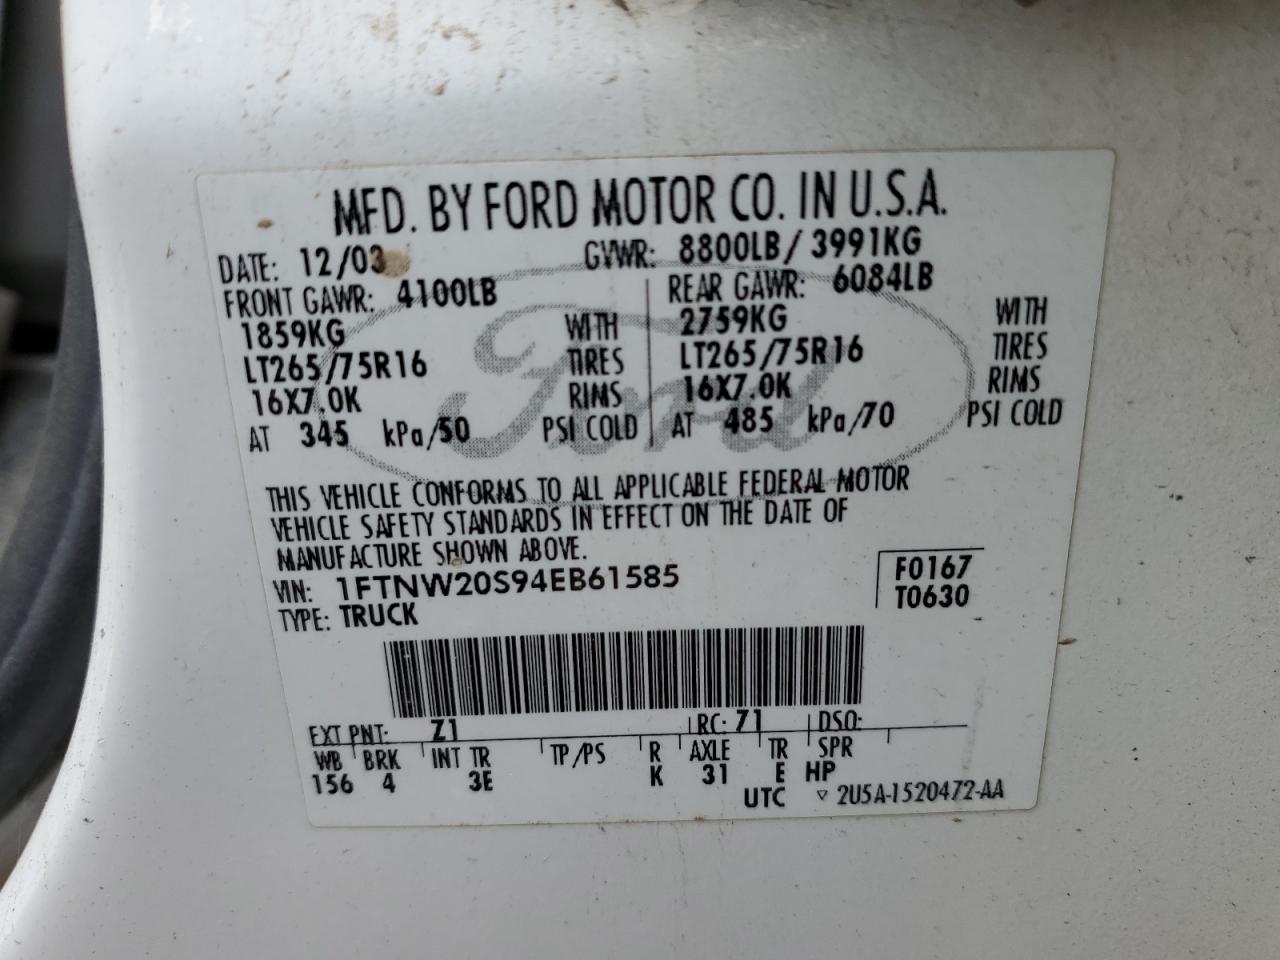 MFD. BY FORD MOTOR CO. IN U.S.A.
DATE: 12/03 GVWR: 8800LB/ 3991KG
FRONT GAWR: 4100LB REAR GAWR: 6084LB
1859KG WITH 2759KG WITH
LT265/75R16 TIRES LT265/75R16 TIRES
16X7.0K RIMS 16X7.0K RIMS
AT 345 kPa/50 PSI COLD AT 485 kPa/70 PSI COLD
Ford
THIS VEHICLE CONFORMS TO ALL APPLICABLE FEDERAL MOTOR
VEHICLE SAFETY STANDARDS IN EFFECT ON THE DATE OF
MANUFACTURE SHOWN ABOVE.
VIN: 1FTNW20S94EB61585 F0167
TYPE: TRUCK T0630
EXT PNT: Z1 RC: 71 DSO:
WB BRK INT TR TP/PS R AXLE TR SPR
156 4 3E K 31 E HP
UTC ▽ 2U5A-1520472-AA